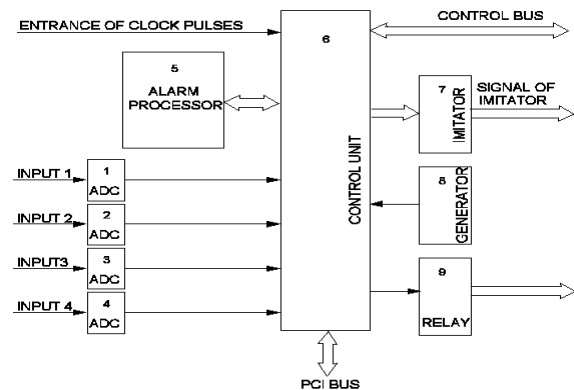 ENTRANCE OF CLOCK PULSES
5
ALARM
PROCESSOR
INPUT 1
1
ADC
INPUT 2
2
ADC
INPUT3
3
ADC
INPUT 4
4
ADC
6
CONTROL UNIT
CONTROL BUS
7
IMITATOR
SIGNAL OF
IMITATOR
8
GENERATOR
9
RELAY
PCI BUS